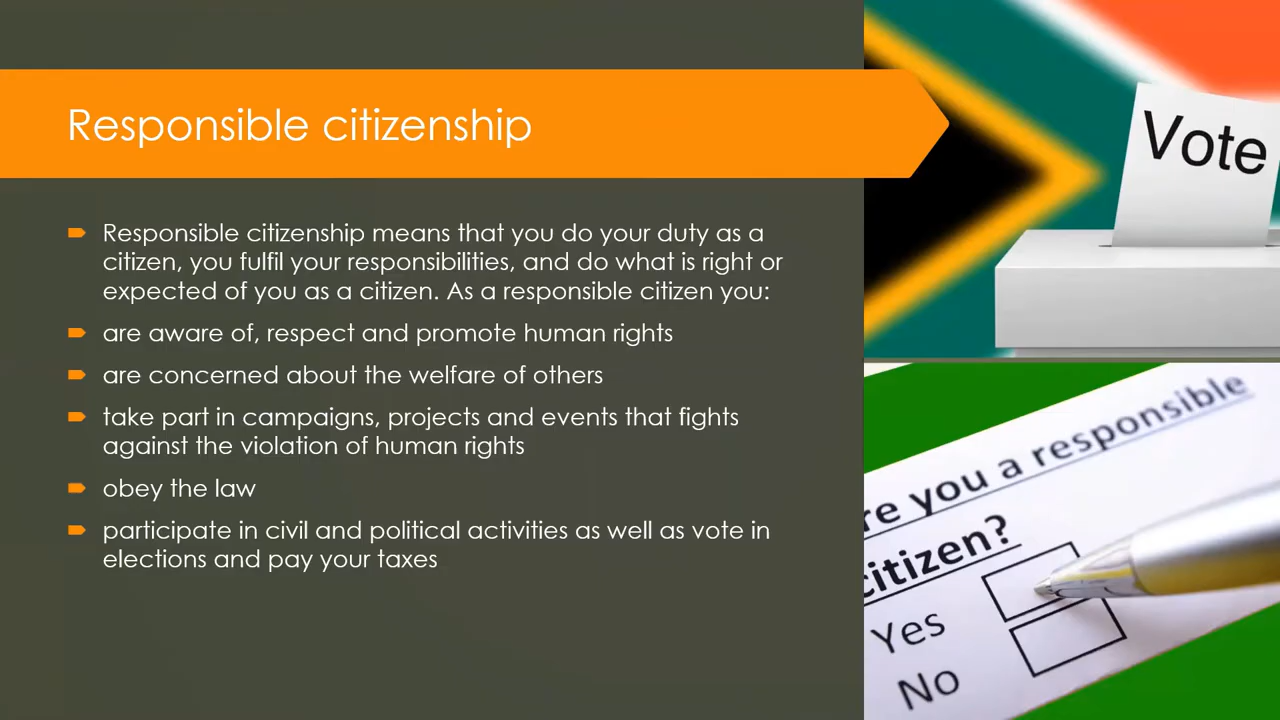 Responsible citizenship
Responsible citizenship means that you do your duty as a
citizen, you fulfil your responsibilities, and do what is right or
expected of you as a citizen. As a responsible citizen you:
are aware of, respect and promote human rights
are concerned about the welfare of others
take part in campaigns, projects and events that fights
against the violation of human rights
obey the law
participate in civil and political activities as well as vote in
elections and pay your taxes
Vote
re you a responsible
citizen?
Yes
No